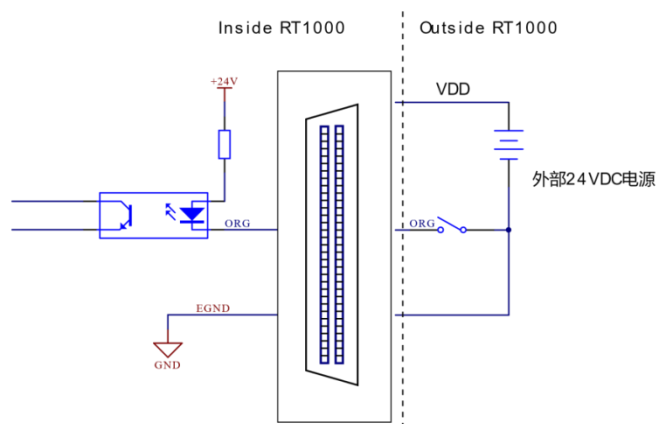 Inside RT1000
Outside RT1000
+24V
VDD
外部24VDC电源
ORG
ORG
EGND
GND